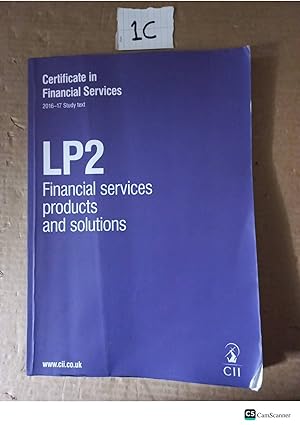 1C
Certificate in
Financial Services
2016–17 Study text
LP2
Financial services
products
and solutions
www.cii.co.uk
CII
CS CamScanner